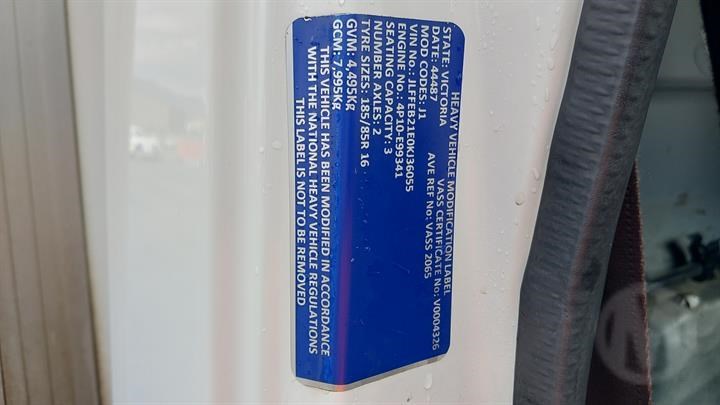 HEAVY VEHICLE MODIFICATION LABEL
STATE: VICTORIA VASS CERTIFICATE No: V0004326
DATE: 44487 AVE REF No: VASS 2065
MOD CODES: J1
VIN No: JLFFEB21E0KJ36055
ENGINE No.: 4P10-E99341
SEATING CAPACITY: 3
NUMBER AXLES: 2
TYRE SIZES: 185/85R 16
GVM: 4,495Kg
GCM: 7,995Kg
THIS VEHICLE HAS BEEN MODIFIED IN ACCORDANCE
WITH THE NATIONAL HEAVY VEHICLE REGULATIONS
THIS LABEL IS NOT TO BE REMOVED